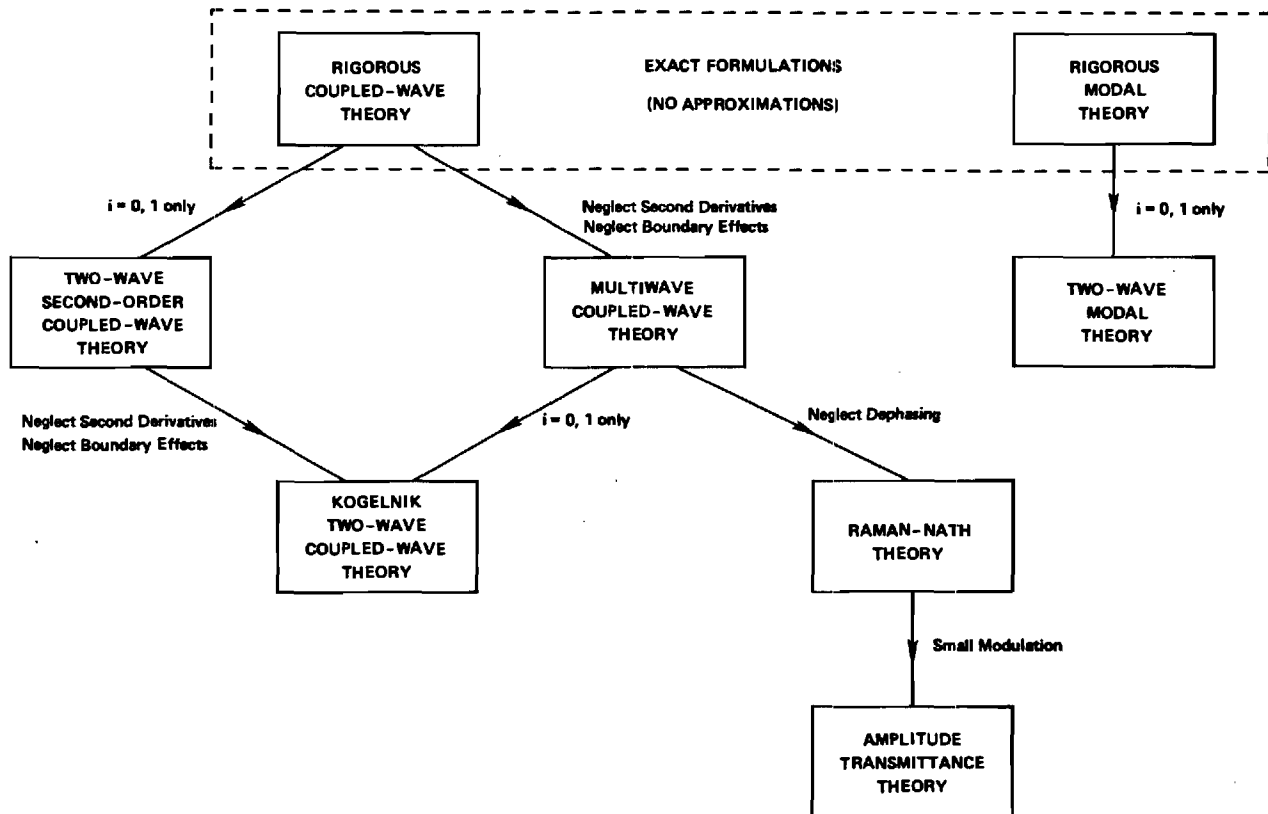 RIGOROUS
COUPLED-WAVE
THEORY
EXACT FORMULATIONS
(NO APPROXIMATIONS)
RIGOROUS
MODAL
THEORY
i = 0, 1 only
Neglect Second Derivatives
Neglect Boundary Effects
i = 0, 1 only
TWO-WAVE
SECOND-ORDER
COUPLED-WAVE
THEORY
MULTIWAVE
COUPLED-WAVE
THEORY
TWO-WAVE
MODAL
THEORY
Neglect Second Derivatives
Neglect Boundary Effects
i = 0, 1 only
Neglect Dephasing
KOGELNIK
TWO-WAVE
COUPLED-WAVE
THEORY
RAMAN-NATH
THEORY
Small Modulation
AMPLITUDE
TRANSMITTANCE
THEORY